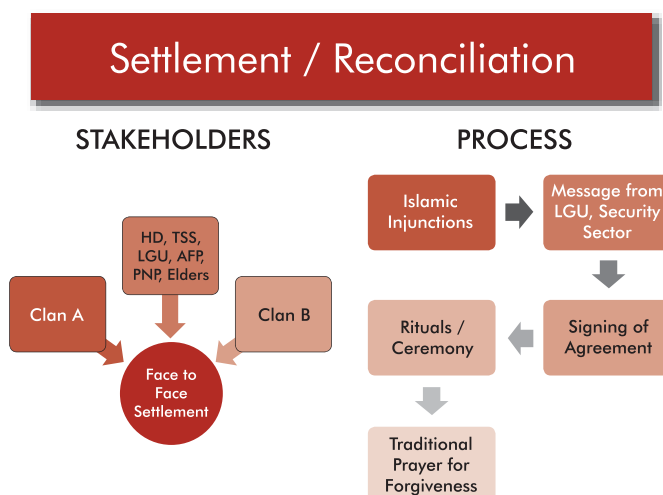 Settlement / Reconciliation
STAKEHOLDERS
HD, TSS,
LGU, AFP,
PNP, Elders
Clan A
Clan B
Face to
Face
Settlement
PROCESS
Islamic
Injunctions
Message from
LGU, Security
Sector
Signing of
Agreement
Rituals /
Ceremony
Traditional
Prayer for
Forgiveness